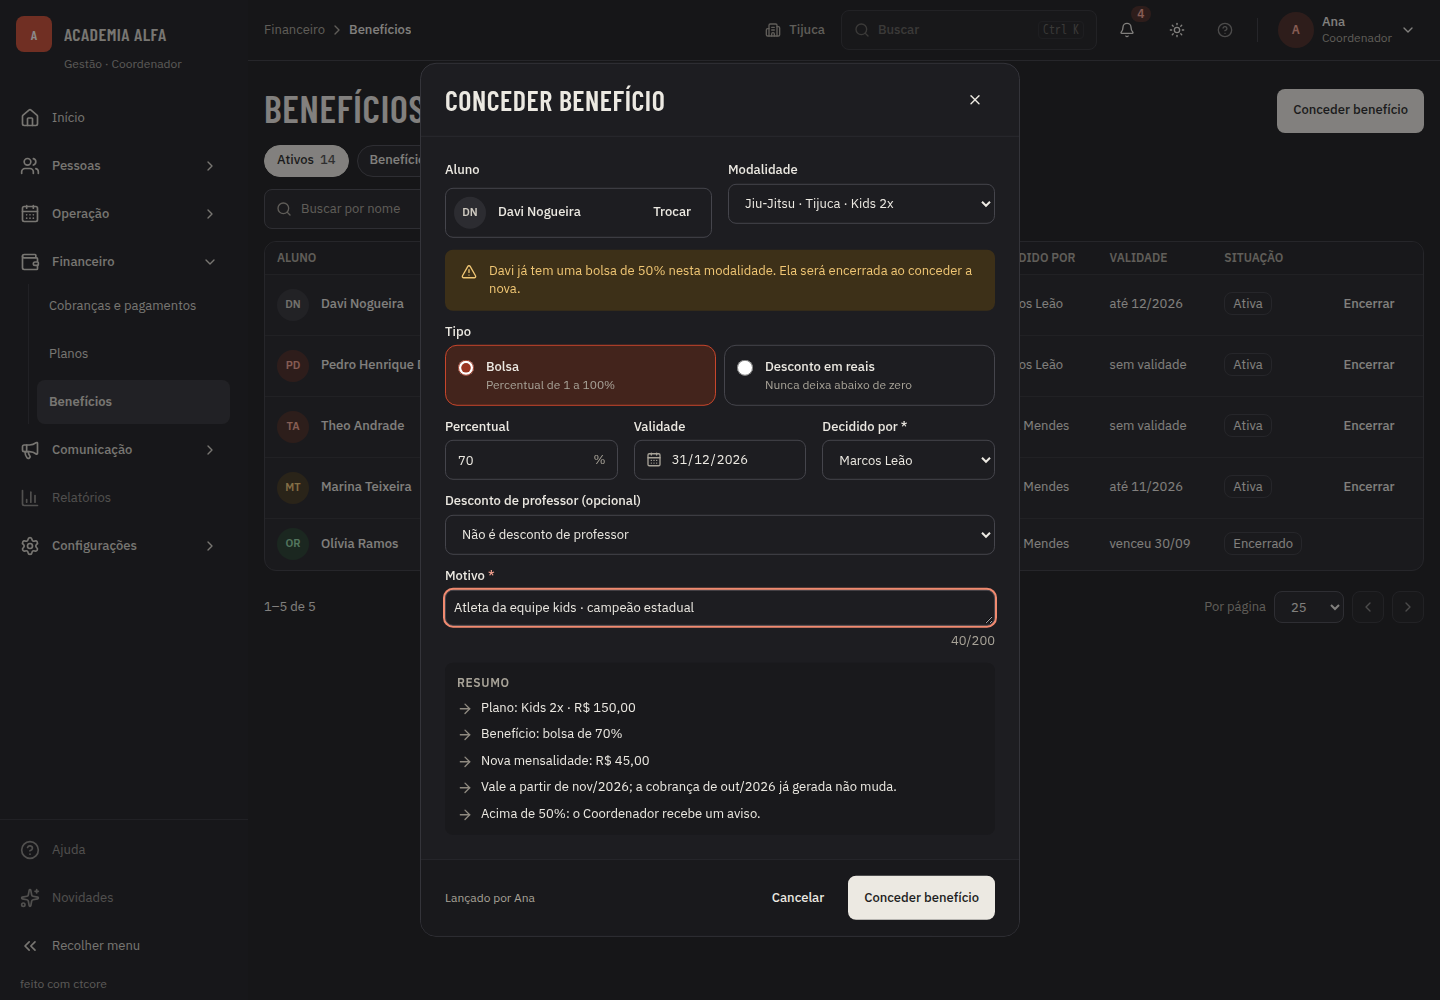 A
ACADEMIA ALFA
Gestão · Coordenador
Início
Pessoas
Operação
Financeiro
Cobranças e pagamentos
Planos
Benefícios
Comunicação
Relatórios
Configurações
Ajuda
Novidades
Recolher menu
feito com ctcore
Financeiro > Benefícios
Tijuca
Buscar
Ctrl K
4
A
Ana
Coordenador
BENEFÍCIOS
Conceder benefício
Ativos 14
Buscar por nome
ALUNO
VALIDADE
SITUAÇÃO
DN Davi Nogueira
até 12/2026
Ativa
Encerrar
PD Pedro Henrique
sem validade
Ativa
Encerrar
TA Theo Andrade
Mendes
sem validade
Ativa
Encerrar
MT Marina Teixeira
Mendes
até 11/2026
Ativa
Encerrar
OR Olívia Ramos
Mendes
venceu 30/09
Encerrado
1–5 de 5
Por página
25
CONCEDER BENEFÍCIO
Aluno
Modalidade
DN Davi Nogueira
Trocar
Jiu-Jitsu · Tijuca · Kids 2x
Davi já tem uma bolsa de 50% nesta modalidade. Ela será encerrada ao conceder a
nova.
Tipo
Bolsa
Percentual de 1 a 100%
Desconto em reais
Nunca deixa abaixo de zero
Percentual
Validade
Decidido por *
70 %
31/12/2026
Marcos Leão
Desconto de professor (opcional)
Não é desconto de professor
Motivo *
Atleta da equipe kids · campeão estadual
40/200
RESUMO
Plano: Kids 2x · R$ 150,00
Benefício: bolsa de 70%
Nova mensalidade: R$ 45,00
Vale a partir de nov/2026; a cobrança de out/2026 já gerada não muda.
Acima de 50%: o Coordenador recebe um aviso.
Lançado por Ana
Cancelar
Conceder benefício